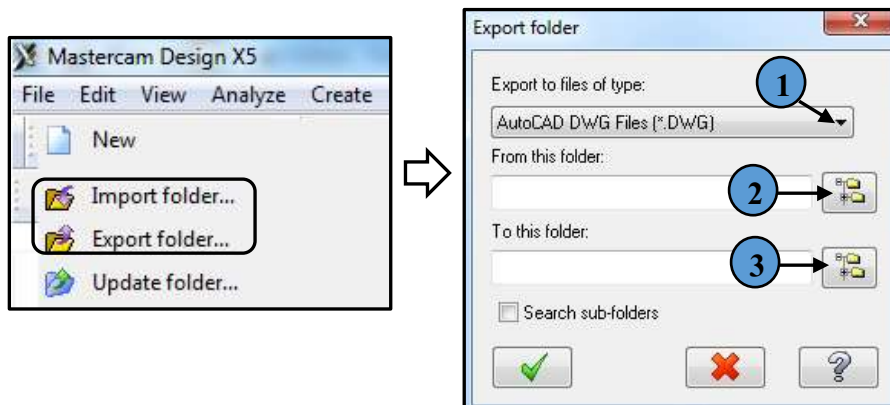 Mastercam Design X5
File Edit View Analyze Create
New
Import folder...
Export folder...
Update folder...
Export folder
Export to files of type:
1
AutoCAD DWG Files (*.DWG)
From this folder:
2
To this folder:
3
Search sub-folders